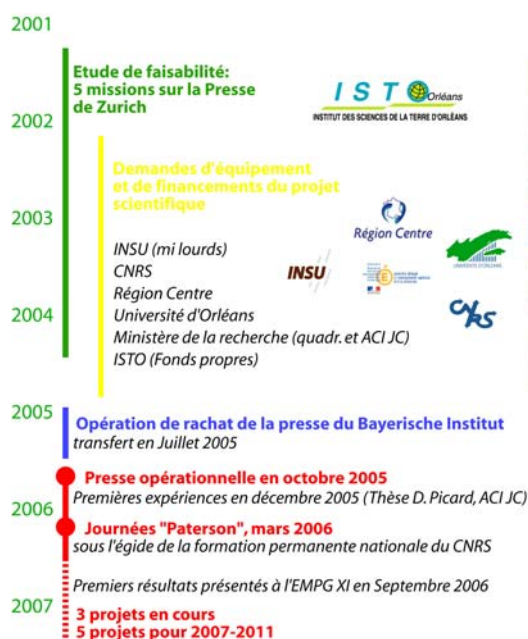 2001
Etude de faisabilité:
5 missions sur la Presse
de Zurich
ISTO Orléans
INSTITUT DES SCIENCES DE LA TERRE D'ORLÉANS
2002
Demandes d'équipement
et de financements du projet
scientifique
2003
Région Centre
INSU (mi lourds)
INSU
CNRS
Région Centre
2004
Université d'Orléans
CNRS
Ministère de la recherche (quadr. et ACI JC)
ISTO (Fonds propres)
2005
Opération de rachat de la presse du Bayerische Institut
transfert en Juillet 2005
Presse opérationnelle en octobre 2005
Premières expériences en décembre 2005 (Thèse D. Picard, ACI JC)
2006
Journées "Paterson", mars 2006
sous l'égide de la formation permanente nationale du CNRS
Premiers résultats présentés à l'EMPG XI en Septembre 2006
2007
3 projets en cours
5 projets pour 2007-2011